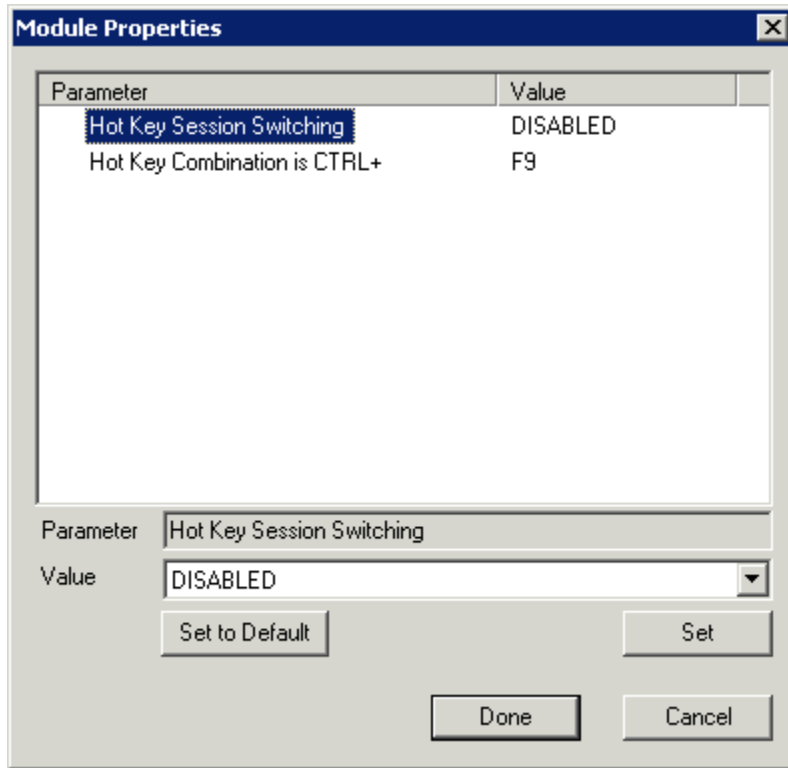 Module Properties
Parameter Value
Hot Key Session Switching DISABLED
Hot Key Combination is CTRL+ F9
Parameter Hot Key Session Switching
Value DISABLED
Set to Default Set
Done Cancel